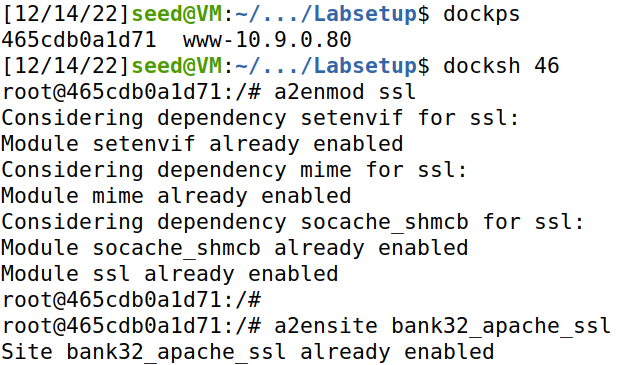 [12/14/22]seed@VM:~/.../Labsetup$ dockps
465cdb0a1d71  www-10.9.0.80
[12/14/22]seed@VM:~/.../Labsetup$ docksh 46
root@465cdb0a1d71:/# a2enmod ssl
Considering dependency setenvif for ssl:
Module setenvif already enabled
Considering dependency mime for ssl:
Module mime already enabled
Considering dependency socache_shmcb for ssl:
Module socache_shmcb already enabled
Module ssl already enabled
root@465cdb0a1d71:/#
root@465cdb0a1d71:/# a2ensite bank32_apache_ssl
Site bank32_apache_ssl already enabled